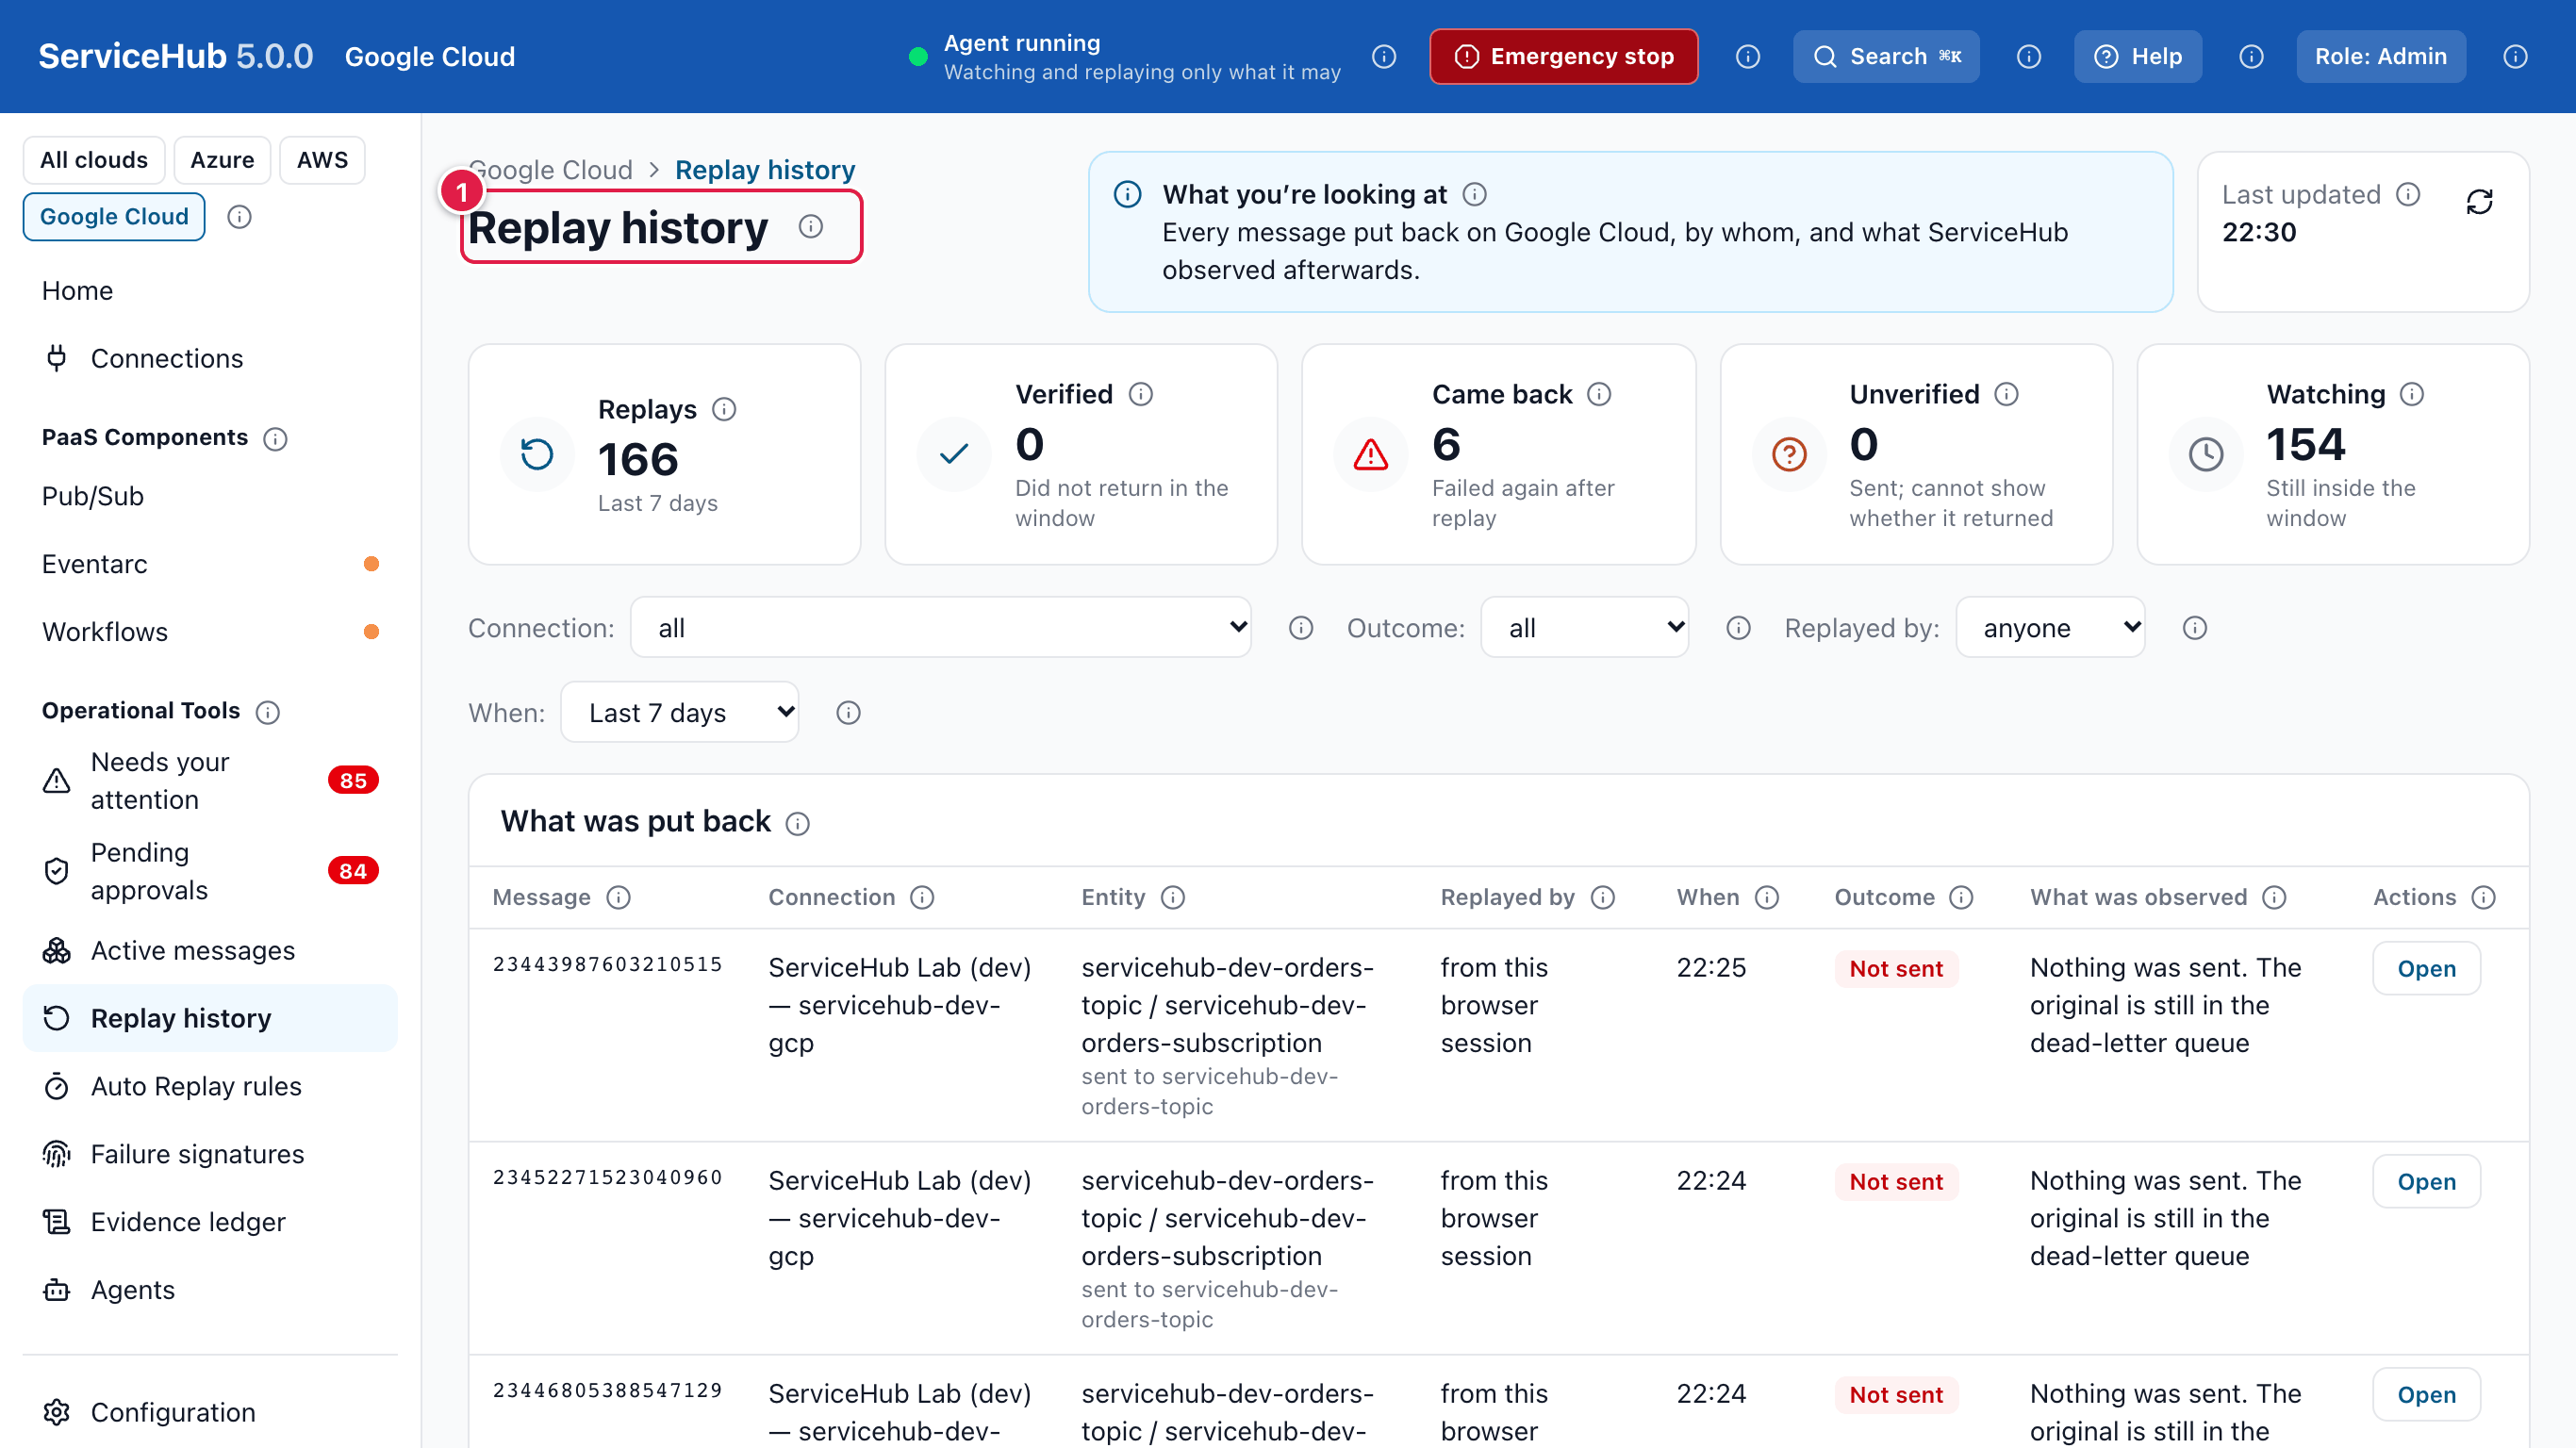 ServiceHub 5.0.0 Google Cloud
Agent running
Watching and replaying only what it may
Emergency stop
Search ⌘K
Help
Role: Admin
All clouds
Azure
AWS
Google Cloud
Home
Connections
PaaS Components
Pub/Sub
Eventarc
Workflows
Operational Tools
Needs your
attention
85
Pending
approvals
84
Active messages
Replay history
Auto Replay rules
Failure signatures
Evidence ledger
Agents
Configuration
Google Cloud > Replay history
1
Replay history
What you're looking at
Every message put back on Google Cloud, by whom, and what ServiceHub
observed afterwards.
Last updated
22:30
Replays
166
Last 7 days
Verified
0
Did not return in the
window
Came back
6
Failed again after
replay
Unverified
0
Sent; cannot show
whether it returned
Watching
154
Still inside the
window
Connection: all
Outcome: all
Replayed by: anyone
When: Last 7 days
What was put back
Message Connection Entity Replayed by When Outcome What was observed Actions
23443987603210515
ServiceHub Lab (dev)
— servicehub-dev-
gcp
servicehub-dev-orders-
topic / servicehub-dev-
orders-subscription
sent to servicehub-dev-
orders-topic
from this
browser
session
22:25
Not sent
Nothing was sent. The
original is still in the
dead-letter queue
Open
23452271523040960
ServiceHub Lab (dev)
— servicehub-dev-
gcp
servicehub-dev-orders-
topic / servicehub-dev-
orders-subscription
sent to servicehub-dev-
orders-topic
from this
browser
session
22:24
Not sent
Nothing was sent. The
original is still in the
dead-letter queue
Open
23446805388547129
ServiceHub Lab (dev)
— servicehub-dev-
servicehub-dev-orders-
topic / servicehub-dev-
from this
browser
22:24
Not sent
Nothing was sent. The
original is still in the
Open